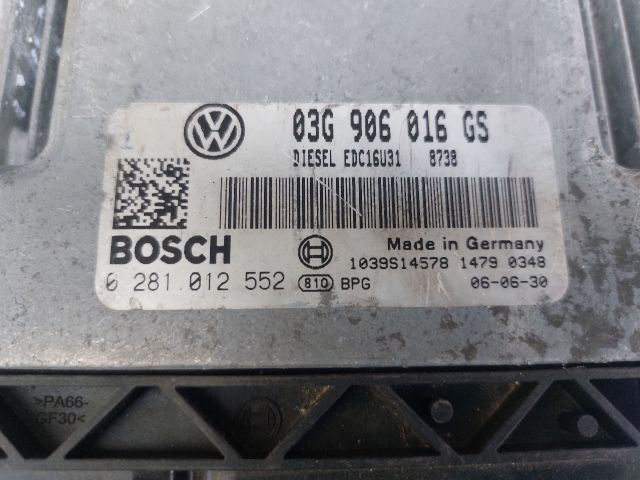 VW
03G 906 016 GS
DIESEL EDC16U31 8738
BOSCH
Made in Germany
1039S14578 1479 0348
0 281 012 552 810 BPG 06-06-30
>PA66-
GF30<